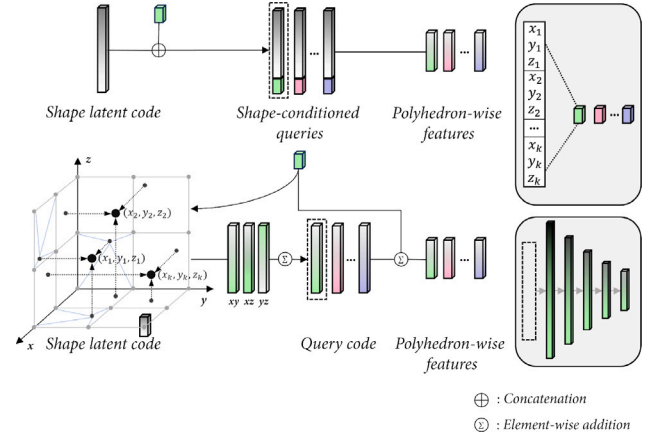 Shape latent code
Shape-conditioned
queries
Polyhedron-wise
features
...
...
x₁
y₁
z₁
x₂
y₂
z₂
...
xₖ
yₖ
zₖ
...
z
(x₂, y₂, z₂)
(x₁, y₁, z₁)
(xₖ, yₖ, zₖ)
y
x
Shape latent code
xy xz yz
Σ
...
Σ
...
Query code
Polyhedron-wise
features
⊕ : Concatenation
Σ : Element-wise addition